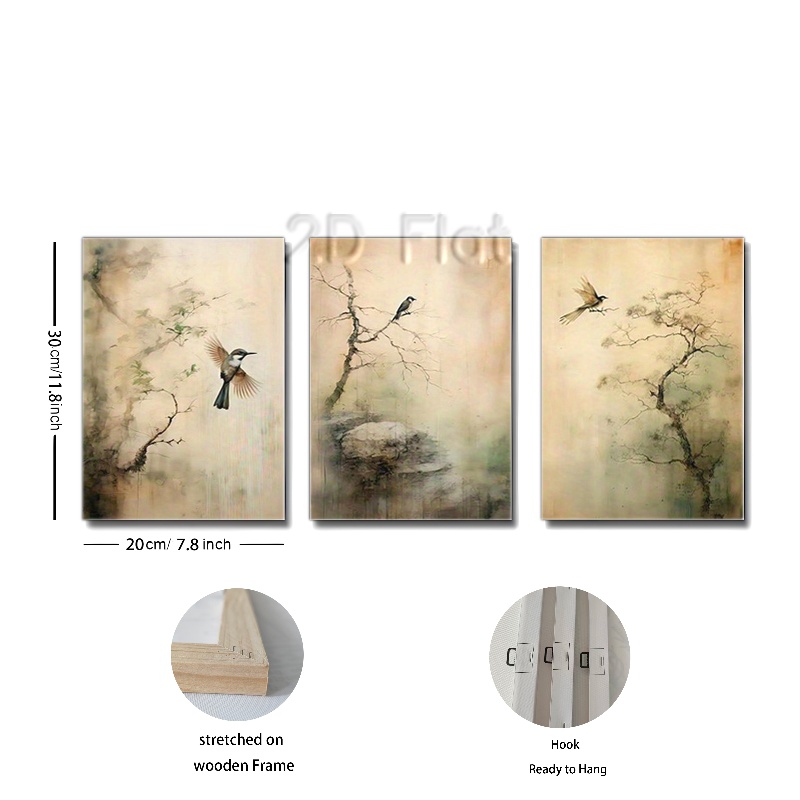 2D Flat
30cm/11.8inch
20cm/ 7.8 inch
stretched on
wooden Frame
Hook
Ready to Hang